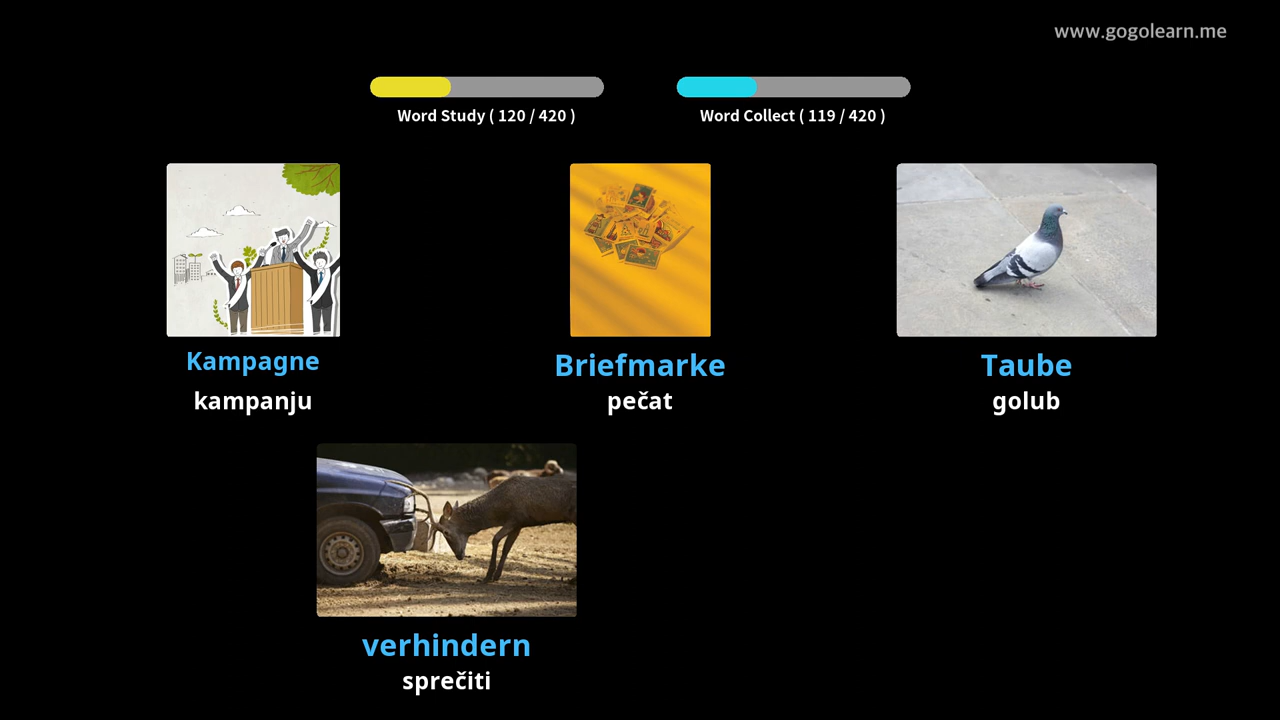 www.gogolearn.me
Word Study ( 120 / 420 )
Word Collect ( 119 / 420 )
Kampagne
kampanju
Briefmarke
pečat
Taube
golub
verhindern
sprečiti